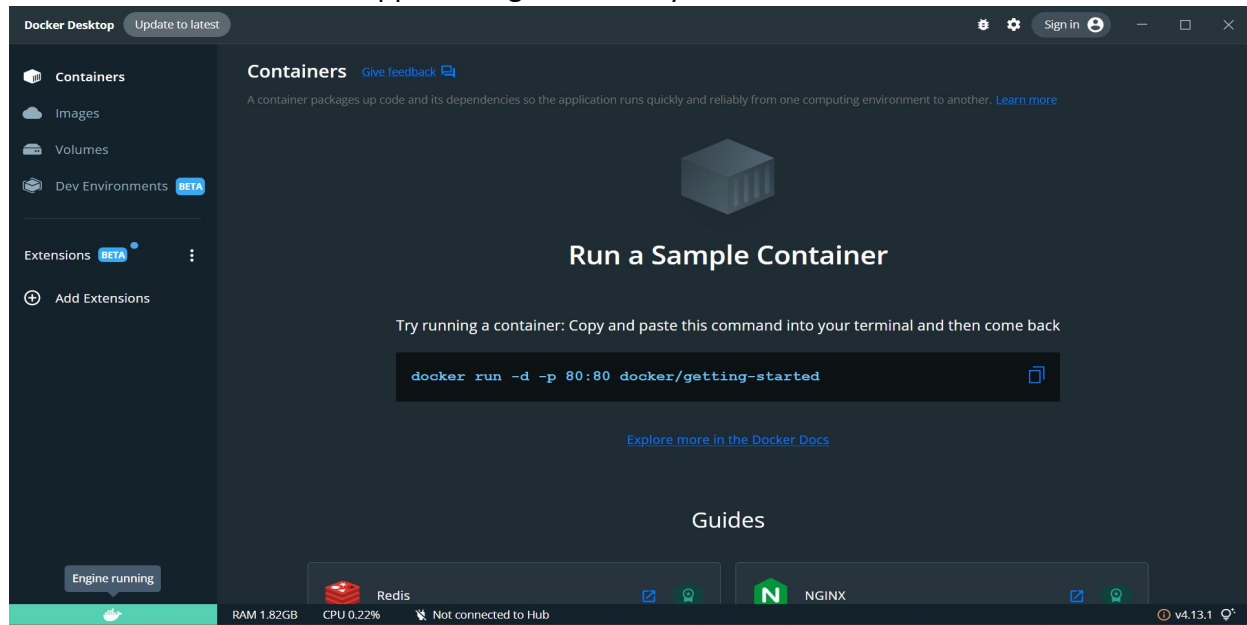 Docker Desktop Update to latest Sign in
Containers
Images
Volumes
Dev Environments BETA
Extensions BETA
Add Extensions
Containers Give feedback
A container packages up code and its dependencies so the application runs quickly and reliably from one computing environment to another. Learn more
Run a Sample Container
Try running a container: Copy and paste this command into your terminal and then come back
docker run -d -p 80:80 docker/getting-started
Explore more in the Docker Docs
Guides
Redis
N NGINX
Engine running
RAM 1.82GB CPU 0.22% Not connected to Hub v4.13.1